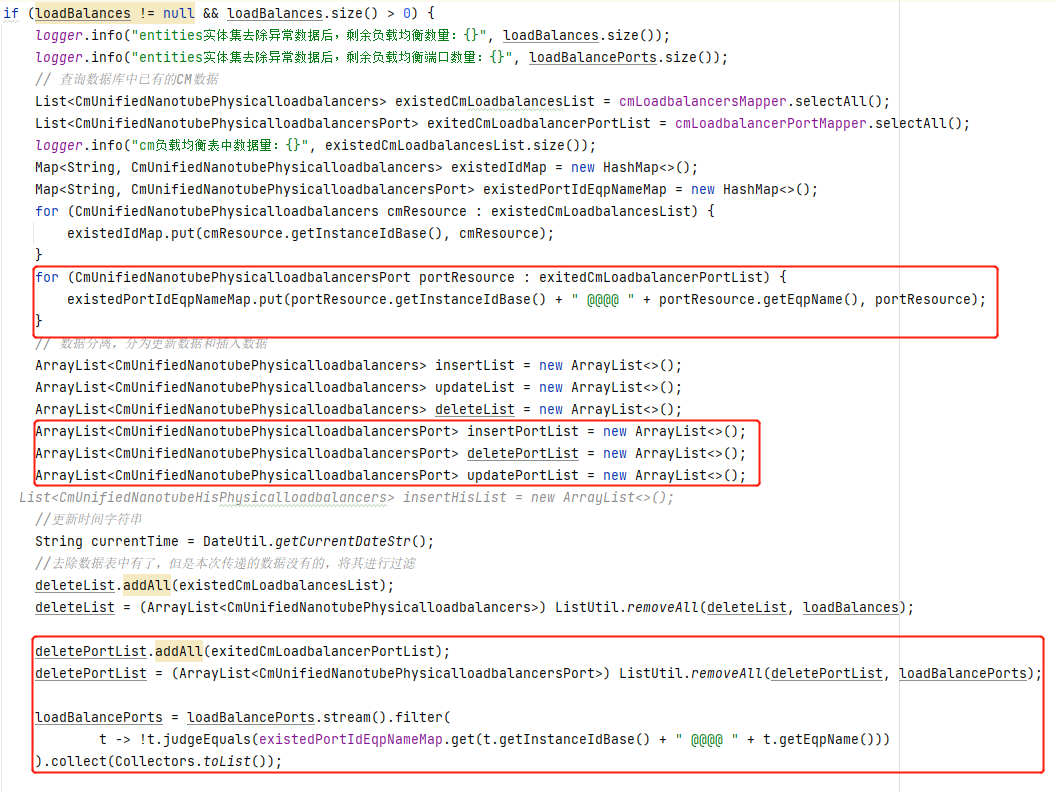 if (loadBalances != null && loadBalances.size() > 0) {
logger.info("entities实体集去除异常数据后，剩余负载均衡数量：{}", loadBalances.size());
logger.info("entities实体集去除异常数据后，剩余负载均衡端口数量：{}", loadBalancePorts.size());
// 查询数据库中已有的CM数据
List<CmUnifiedNanotubePhysicalloadbalancers> existedCmLoadbalancesList = cmLoadbalancersMapper.selectAll();
List<CmUnifiedNanotubePhysicalloadbalancersPort> exitedCmLoadbalancerPortList = cmLoadbalancerPortMapper.selectAll();
logger.info("cm负载均衡表中数据量：{}", existedCmLoadbalancesList.size());
Map<String, CmUnifiedNanotubePhysicalloadbalancers> existedIdMap = new HashMap<>();
Map<String, CmUnifiedNanotubePhysicalloadbalancersPort> existedPortIdEqpNameMap = new HashMap<>();
for (CmUnifiedNanotubePhysicalloadbalancers cmResource : existedCmLoadbalancesList) {
existedIdMap.put(cmResource.getInstanceIdBase(), cmResource);
}
for (CmUnifiedNanotubePhysicalloadbalancersPort portResource : exitedCmLoadbalancerPortList) {
existedPortIdEqpNameMap.put(portResource.getInstanceIdBase() + " @@@@ " + portResource.getEqpName(), portResource);
}
// 数据分离，分为更新数据和插入数据
ArrayList<CmUnifiedNanotubePhysicalloadbalancers> insertList = new ArrayList<>();
ArrayList<CmUnifiedNanotubePhysicalloadbalancers> updateList = new ArrayList<>();
ArrayList<CmUnifiedNanotubePhysicalloadbalancers> deleteList = new ArrayList<>();
ArrayList<CmUnifiedNanotubePhysicalloadbalancersPort> insertPortList = new ArrayList<>();
ArrayList<CmUnifiedNanotubePhysicalloadbalancersPort> deletePortList = new ArrayList<>();
ArrayList<CmUnifiedNanotubePhysicalloadbalancersPort> updatePortList = new ArrayList<>();
List<CmUnifiedNanotubeHisPhysicalloadbalancers> insertHisList = new ArrayList<>();
//更新时间字符串
String currentTime = DateUtil.getCurrentDateStr();
//去除数据表中有了，但是本次传递的数据没有的，将其进行过滤
deleteList.addAll(existedCmLoadbalancesList);
deleteList = (ArrayList<CmUnifiedNanotubePhysicalloadbalancers>) ListUtil.removeAll(deleteList, loadBalances);
deletePortList.addAll(exitedCmLoadbalancerPortList);
deletePortList = (ArrayList<CmUnifiedNanotubePhysicalloadbalancersPort>) ListUtil.removeAll(deletePortList, loadBalancePorts);
loadBalancePorts = loadBalancePorts.stream().filter(
t -> !t.judgeEquals(existedPortIdEqpNameMap.get(t.getInstanceIdBase() + " @@@@ " + t.getEqpName()))
).collect(Collectors.toList());